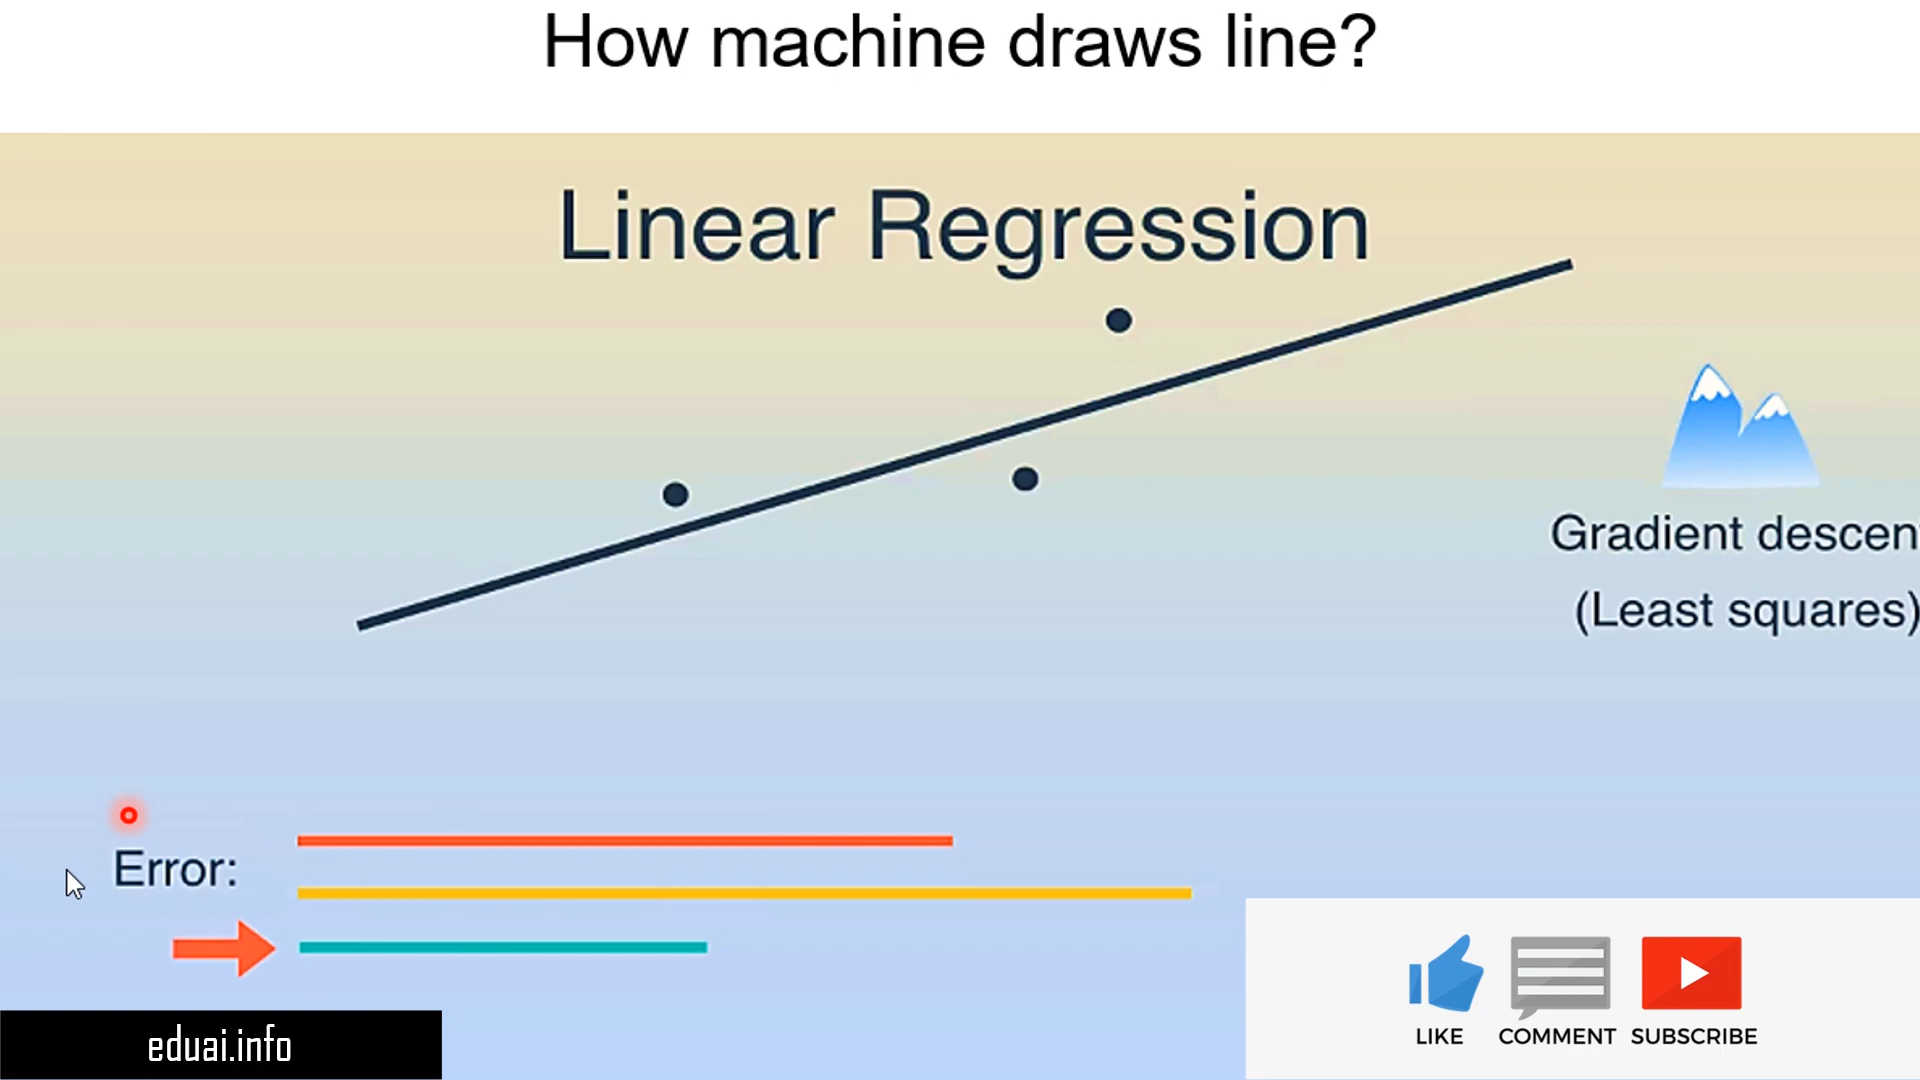 How machine draws line?
Linear Regression
Gradient descen
(Least squares)
Error:
eduai.info
LIKE COMMENT SUBSCRIBE